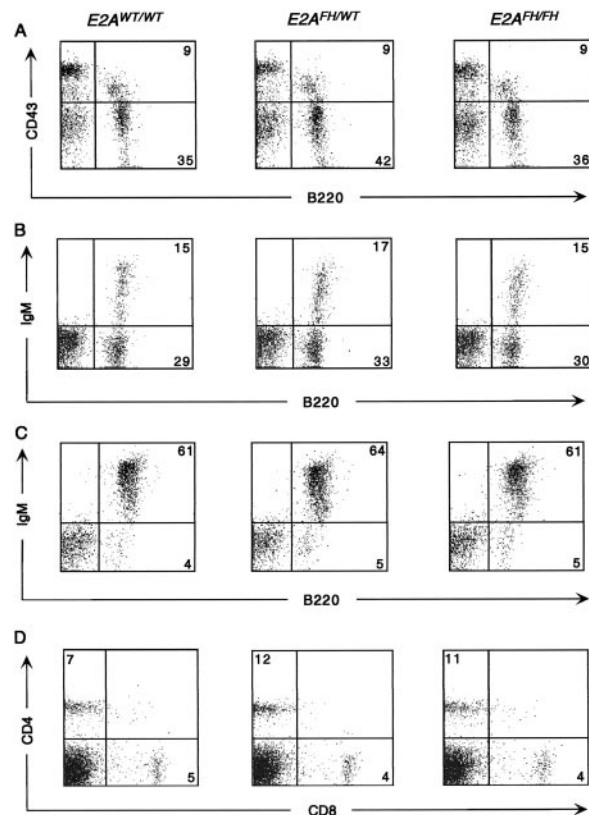 E2A^WT/WT E2A^FH/WT E2A^FH/FH
A
CD43
9 9 9
35 42 36
B220
B
IgM
15 17 15
29 33 30
B220
C
IgM
61 64 61
4 5 5
B220
D
CD4
7 12 11
5 4 4
CD8